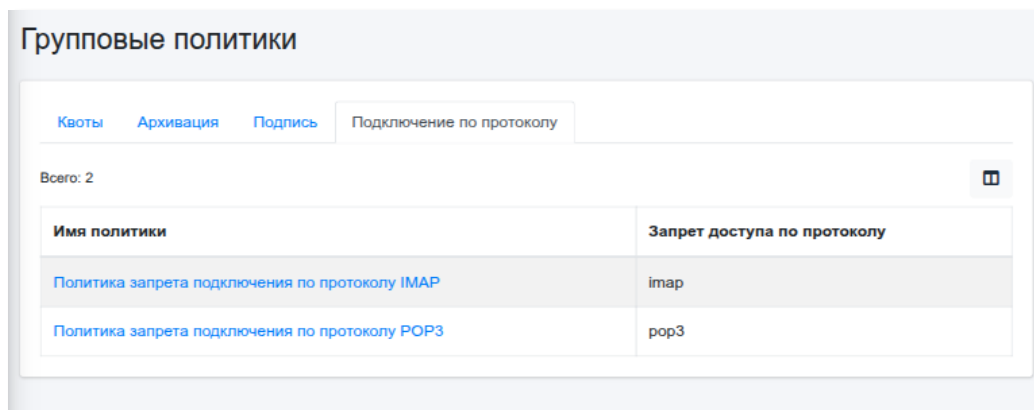 Групповые политики
Квоты Архивация Подпись Подключение по протоколу
Всего: 2
Имя политики Запрет доступа по протоколу
Политика запрета подключения по протоколу IMAP imap
Политика запрета подключения по протоколу POP3 pop3